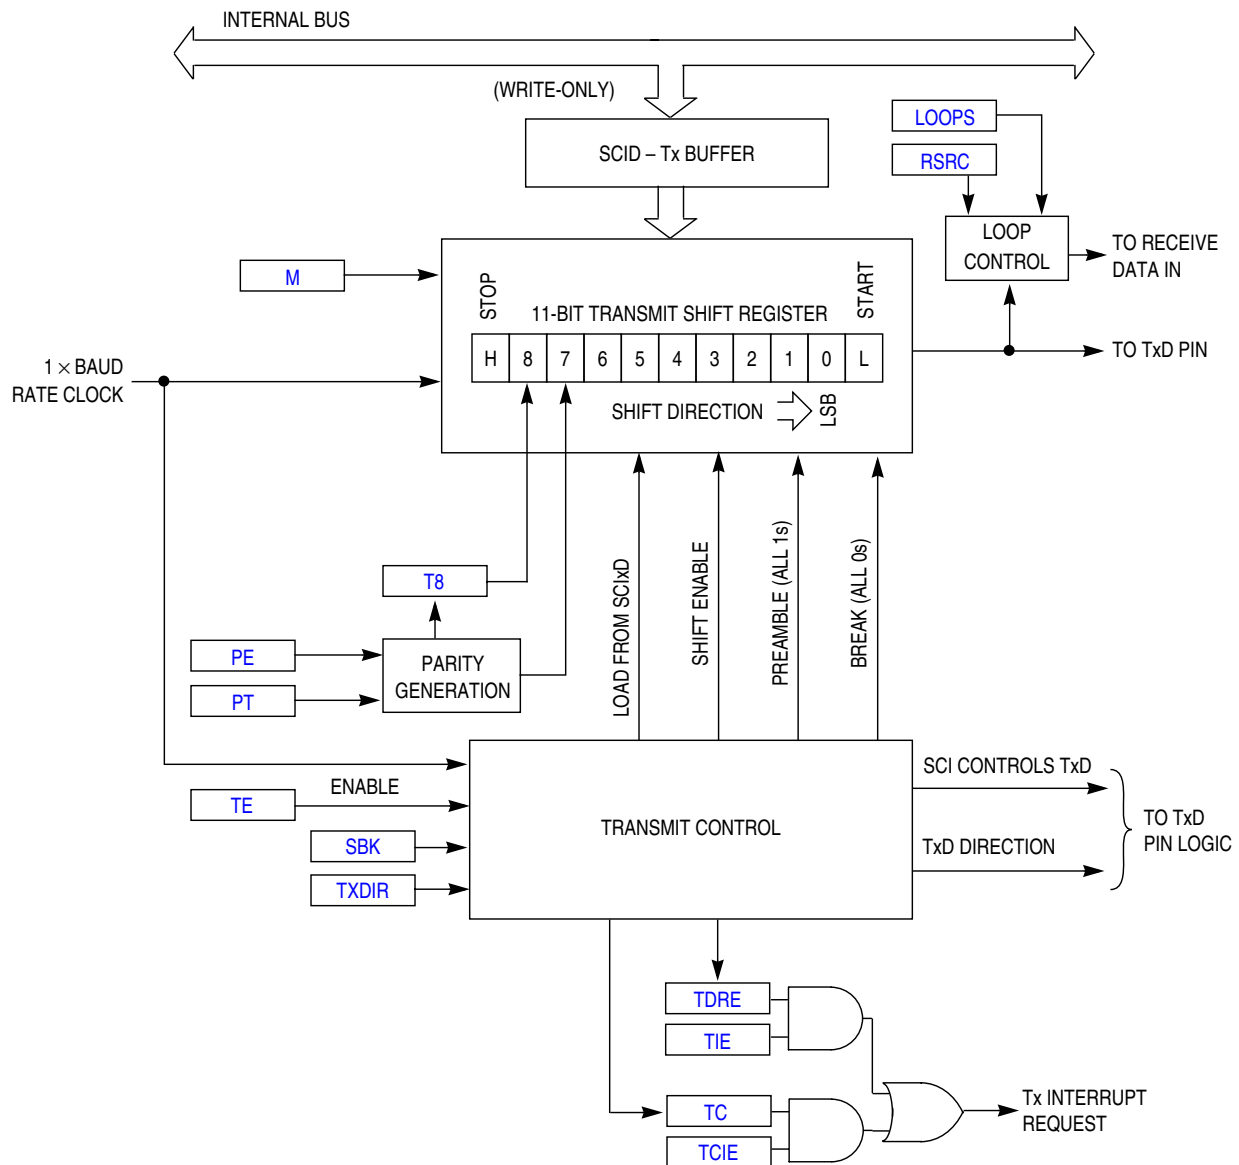 INTERNAL BUS
(WRITE-ONLY)
LOOPS
SCID – Tx BUFFER
RSRC
LOOP
CONTROL
TO RECEIVE
DATA IN
M
STOP
START
11-BIT TRANSMIT SHIFT REGISTER
H 8 7 6 5 4 3 2 1 0 L
TO TxD PIN
1 × BAUD
RATE CLOCK
SHIFT DIRECTION
LSB
LOAD FROM SCIxD
SHIFT ENABLE
PREAMBLE (ALL 1s)
BREAK (ALL 0s)
T8
PE
PT
PARITY
GENERATION
SCI CONTROLS TxD
ENABLE
TE
TRANSMIT CONTROL
TO TxD
PIN LOGIC
SBK
TxD DIRECTION
TXDIR
TDRE
TIE
TC
TCIE
Tx INTERRUPT
REQUEST